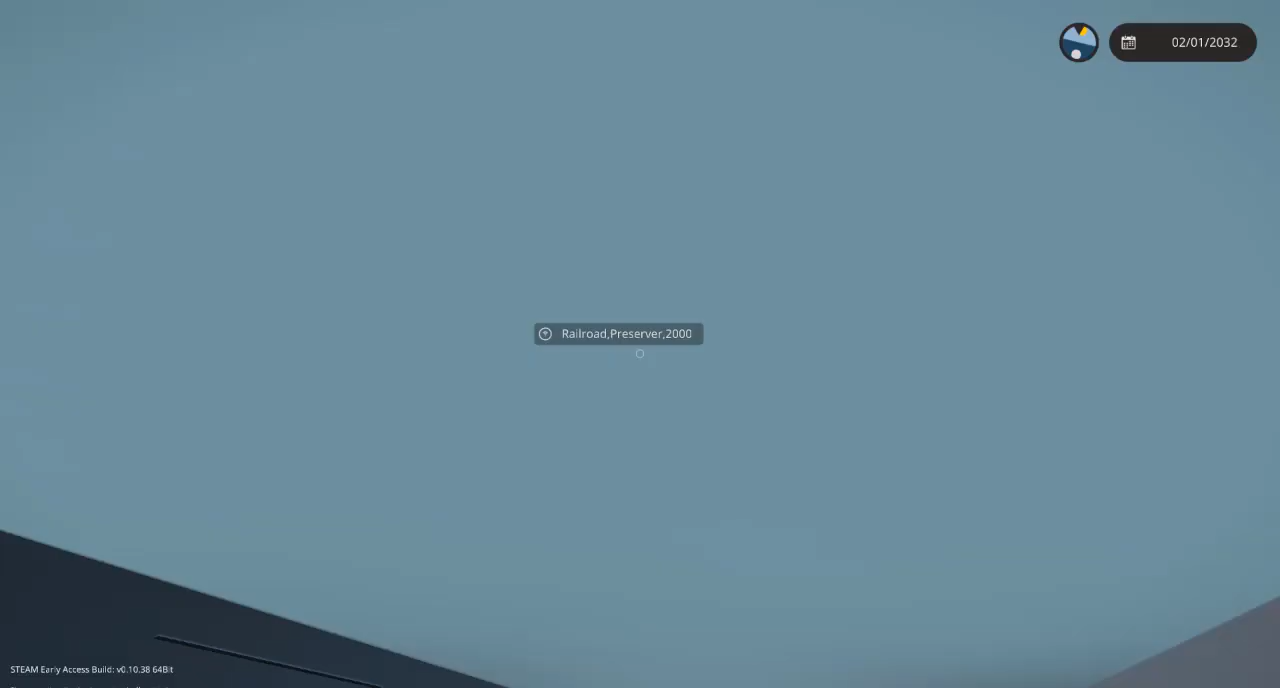 02/01/2032
Railroad,Preserver,2000
STEAM Early Access Build: v0.10.38 64Bit